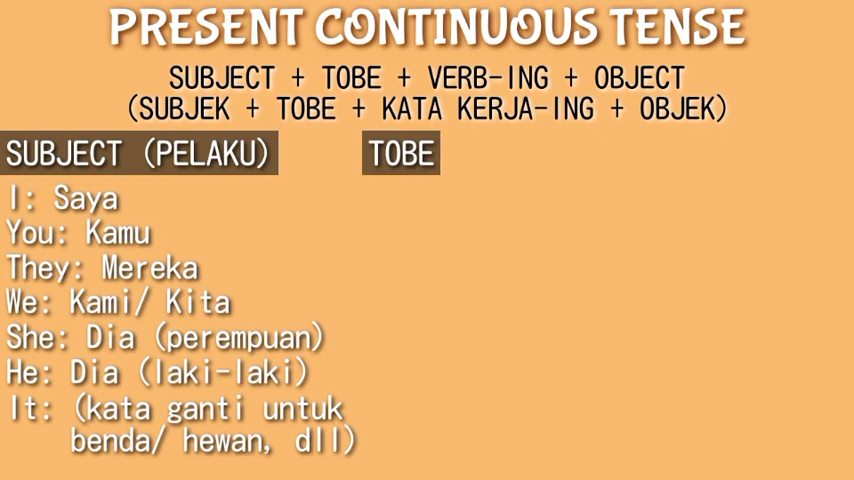 PRESENT CONTINUOUS TENSE
SUBJECT + TOBE + VERB-ING + OBJECT
(SUBJEK + TOBE + KATA KERJA-ING + OBJEK)
SUBJECT (PELAKU) TOBE
I: Saya
You: Kamu
They: Mereka
We: Kami/ Kita
She: Dia (perempuan)
He: Dia (laki-laki)
It: (kata ganti untuk
benda/ hewan, dll)